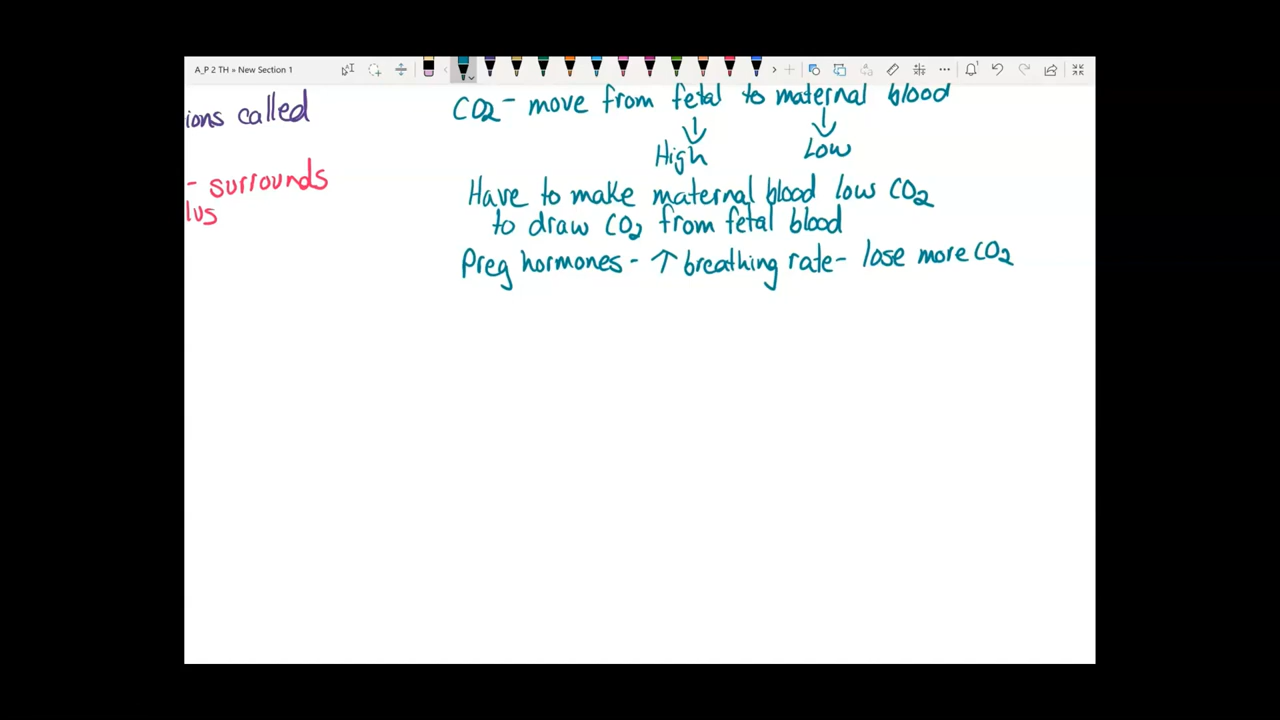 A_P 2 TH » New Section 1
ions called
- surrounds
lus
CO2 - move from fetal to maternal blood
↓ ↓
High Low
Have to make maternal blood low CO2
to draw CO2 from fetal blood
Preg hormones - ↑ breathing rate - lose more CO2